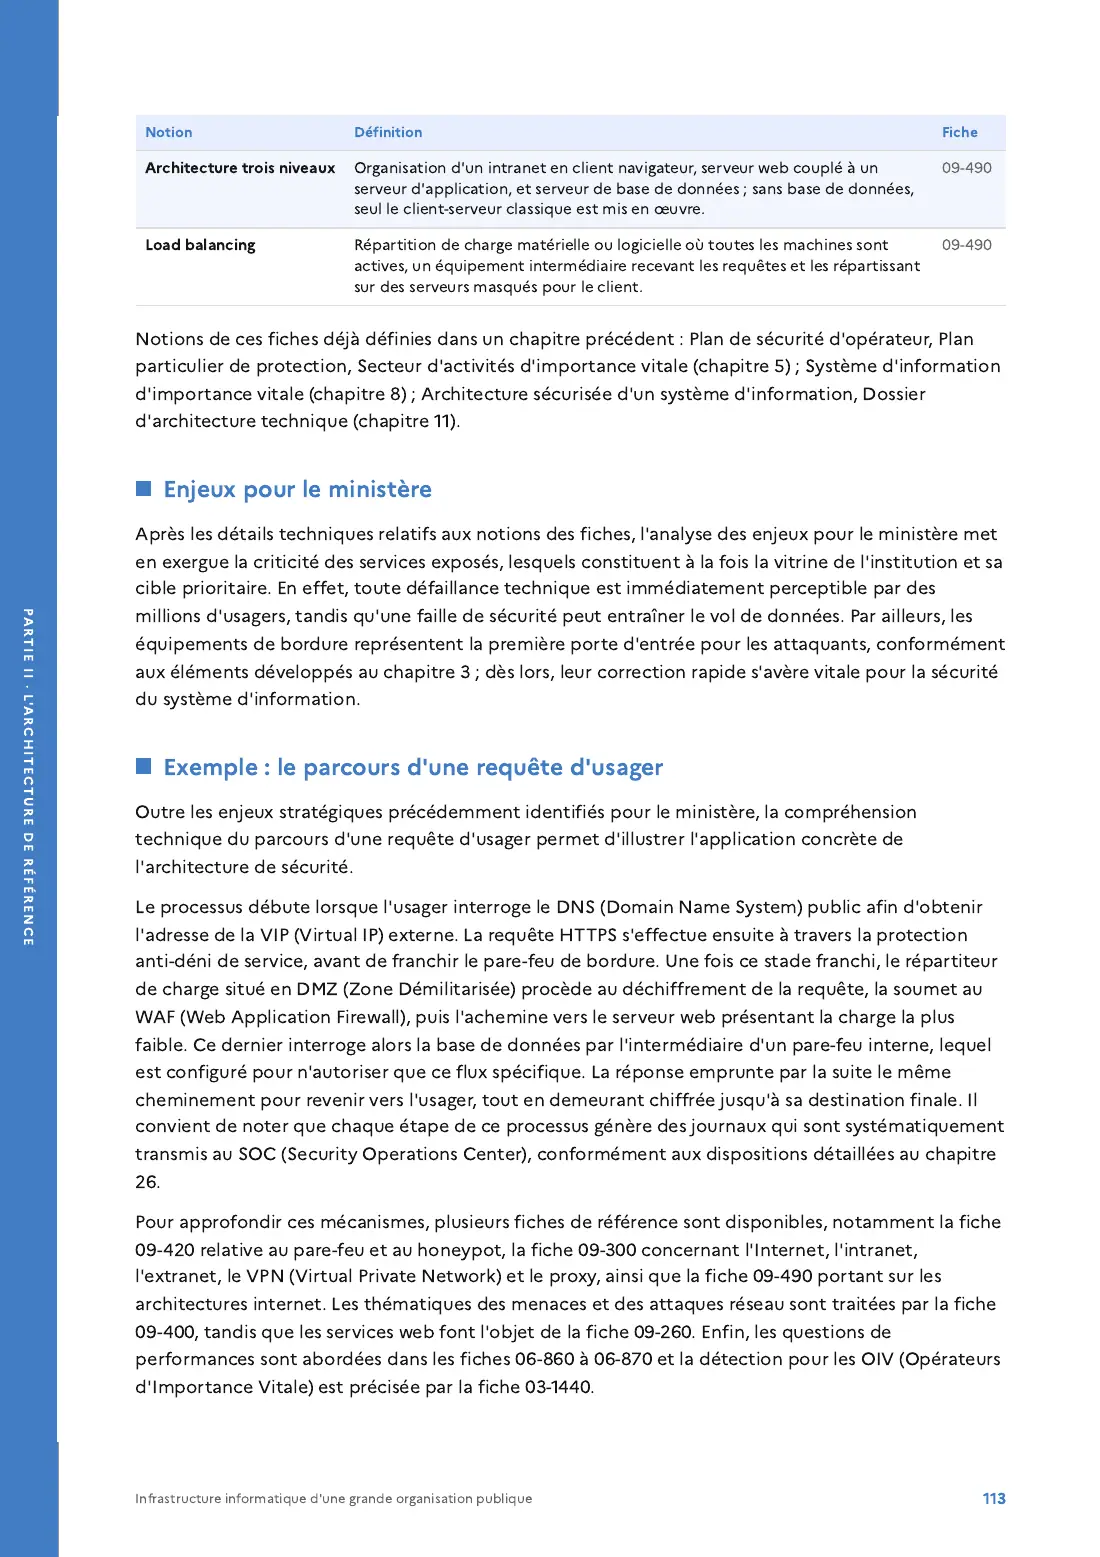 Notion Définition Fiche
Architecture trois niveaux Organisation d'un intranet en client navigateur, serveur web couplé à un 09-490
serveur d'application, et serveur de base de données ; sans base de données,
seul le client-serveur classique est mis en œuvre.
Load balancing Répartition de charge matérielle ou logicielle où toutes les machines sont 09-490
actives, un équipement intermédiaire recevant les requêtes et les répartissant
sur des serveurs masqués pour le client.
Notions de ces fiches déjà définies dans un chapitre précédent : Plan de sécurité d'opérateur, Plan
particulier de protection, Secteur d'activités d'importance vitale (chapitre 5) ; Système d'information
d'importance vitale (chapitre 8) ; Architecture sécurisée d'un système d'information, Dossier
d'architecture technique (chapitre 11).
Enjeux pour le ministère
Après les détails techniques relatifs aux notions des fiches, l'analyse des enjeux pour le ministère met
en exergue la criticité des services exposés, lesquels constituent à la fois la vitrine de l'institution et sa
cible prioritaire. En effet, toute défaillance technique est immédiatement perceptible par des
millions d'usagers, tandis qu'une faille de sécurité peut entraîner le vol de données. Par ailleurs, les
équipements de bordure représentent la première porte d'entrée pour les attaquants, conformément
aux éléments développés au chapitre 3 ; dès lors, leur correction rapide s'avère vitale pour la sécurité
du système d'information.
Exemple : le parcours d'une requête d'usager
Outre les enjeux stratégiques précédemment identifiés pour le ministère, la compréhension
technique du parcours d'une requête d'usager permet d'illustrer l'application concrète de
l'architecture de sécurité.
Le processus débute lorsque l'usager interroge le DNS (Domain Name System) public afin d'obtenir
l'adresse de la VIP (Virtual IP) externe. La requête HTTPS s'effectue ensuite à travers la protection
anti-déni de service, avant de franchir le pare-feu de bordure. Une fois ce stade franchi, le répartiteur
de charge situé en DMZ (Zone Démilitarisée) procède au déchiffrement de la requête, la soumet au
WAF (Web Application Firewall), puis l'achemine vers le serveur web présentant la charge la plus
faible. Ce dernier interroge alors la base de données par l'intermédiaire d'un pare-feu interne, lequel
est configuré pour n'autoriser que ce flux spécifique. La réponse emprunte par la suite le même
cheminement pour revenir vers l'usager, tout en demeurant chiffrée jusqu'à sa destination finale. Il
convient de noter que chaque étape de ce processus génère des journaux qui sont systématiquement
transmis au SOC (Security Operations Center), conformément aux dispositions détaillées au chapitre
26.
Pour approfondir ces mécanismes, plusieurs fiches de référence sont disponibles, notamment la fiche
09-420 relative au pare-feu et au honeypot, la fiche 09-300 concernant l'Internet, l'intranet,
l'extranet, le VPN (Virtual Private Network) et le proxy, ainsi que la fiche 09-490 portant sur les
architectures internet. Les thématiques des menaces et des attaques réseau sont traitées par la fiche
09-400, tandis que les services web font l'objet de la fiche 09-260. Enfin, les questions de
performances sont abordées dans les fiches 06-860 à 06-870 et la détection pour les OIV (Opérateurs
d'Importance Vitale) est précisée par la fiche 03-1440.
PARTIE II · L'ARCHITECTURE DE RÉFÉRENCE
Infrastructure informatique d'une grande organisation publique 113